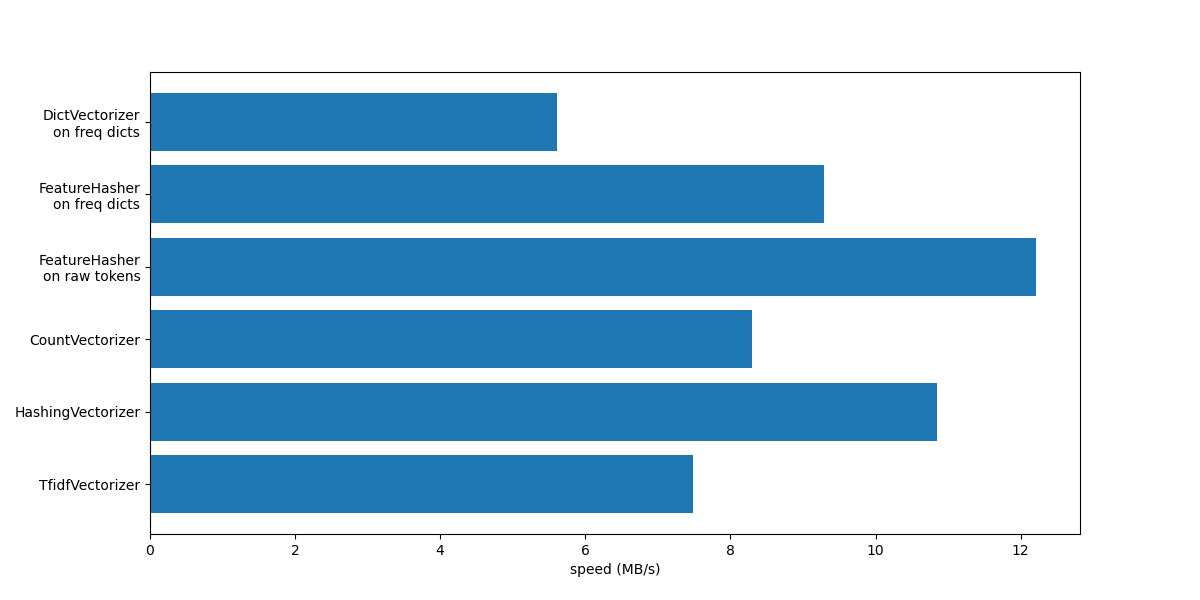 DictVectorizer
on freq dicts
FeatureHasher
on freq dicts
FeatureHasher
on raw tokens
CountVectorizer
HashingVectorizer
TfidfVectorizer
0 2 4 6 8 10 12
speed (MB/s)